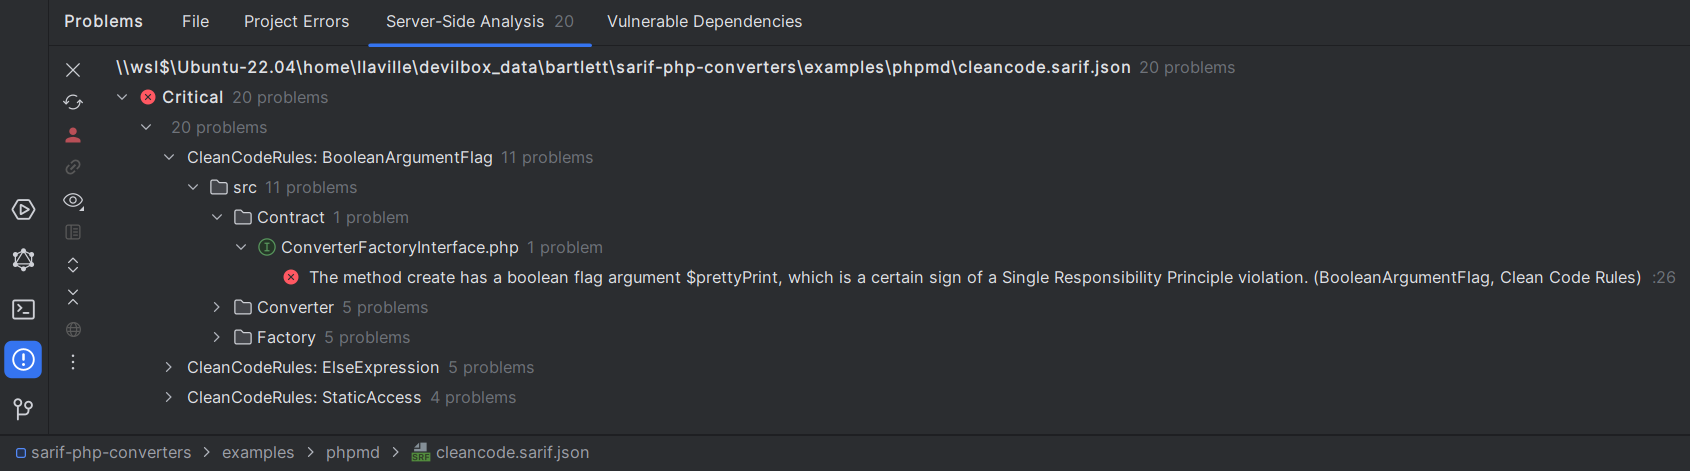 Problems File Project Errors Server-Side Analysis 20 Vulnerable Dependencies
\\wsl$\Ubuntu-22.04\home\llaville\devilbox_data\bartlett\sarif-php-converters\examples\phpmd\cleancode.sarif.json 20 problems
Critical 20 problems
20 problems
CleanCodeRules: BooleanArgumentFlag 11 problems
src 11 problems
Contract 1 problem
ConverterFactoryInterface.php 1 problem
The method create has a boolean flag argument $prettyPrint, which is a certain sign of a Single Responsibility Principle violation. (BooleanArgumentFlag, Clean Code Rules) :26
Converter 5 problems
Factory 5 problems
CleanCodeRules: ElseExpression 5 problems
CleanCodeRules: StaticAccess 4 problems
sarif-php-converters > examples > phpmd > SRF cleancode.sarif.json